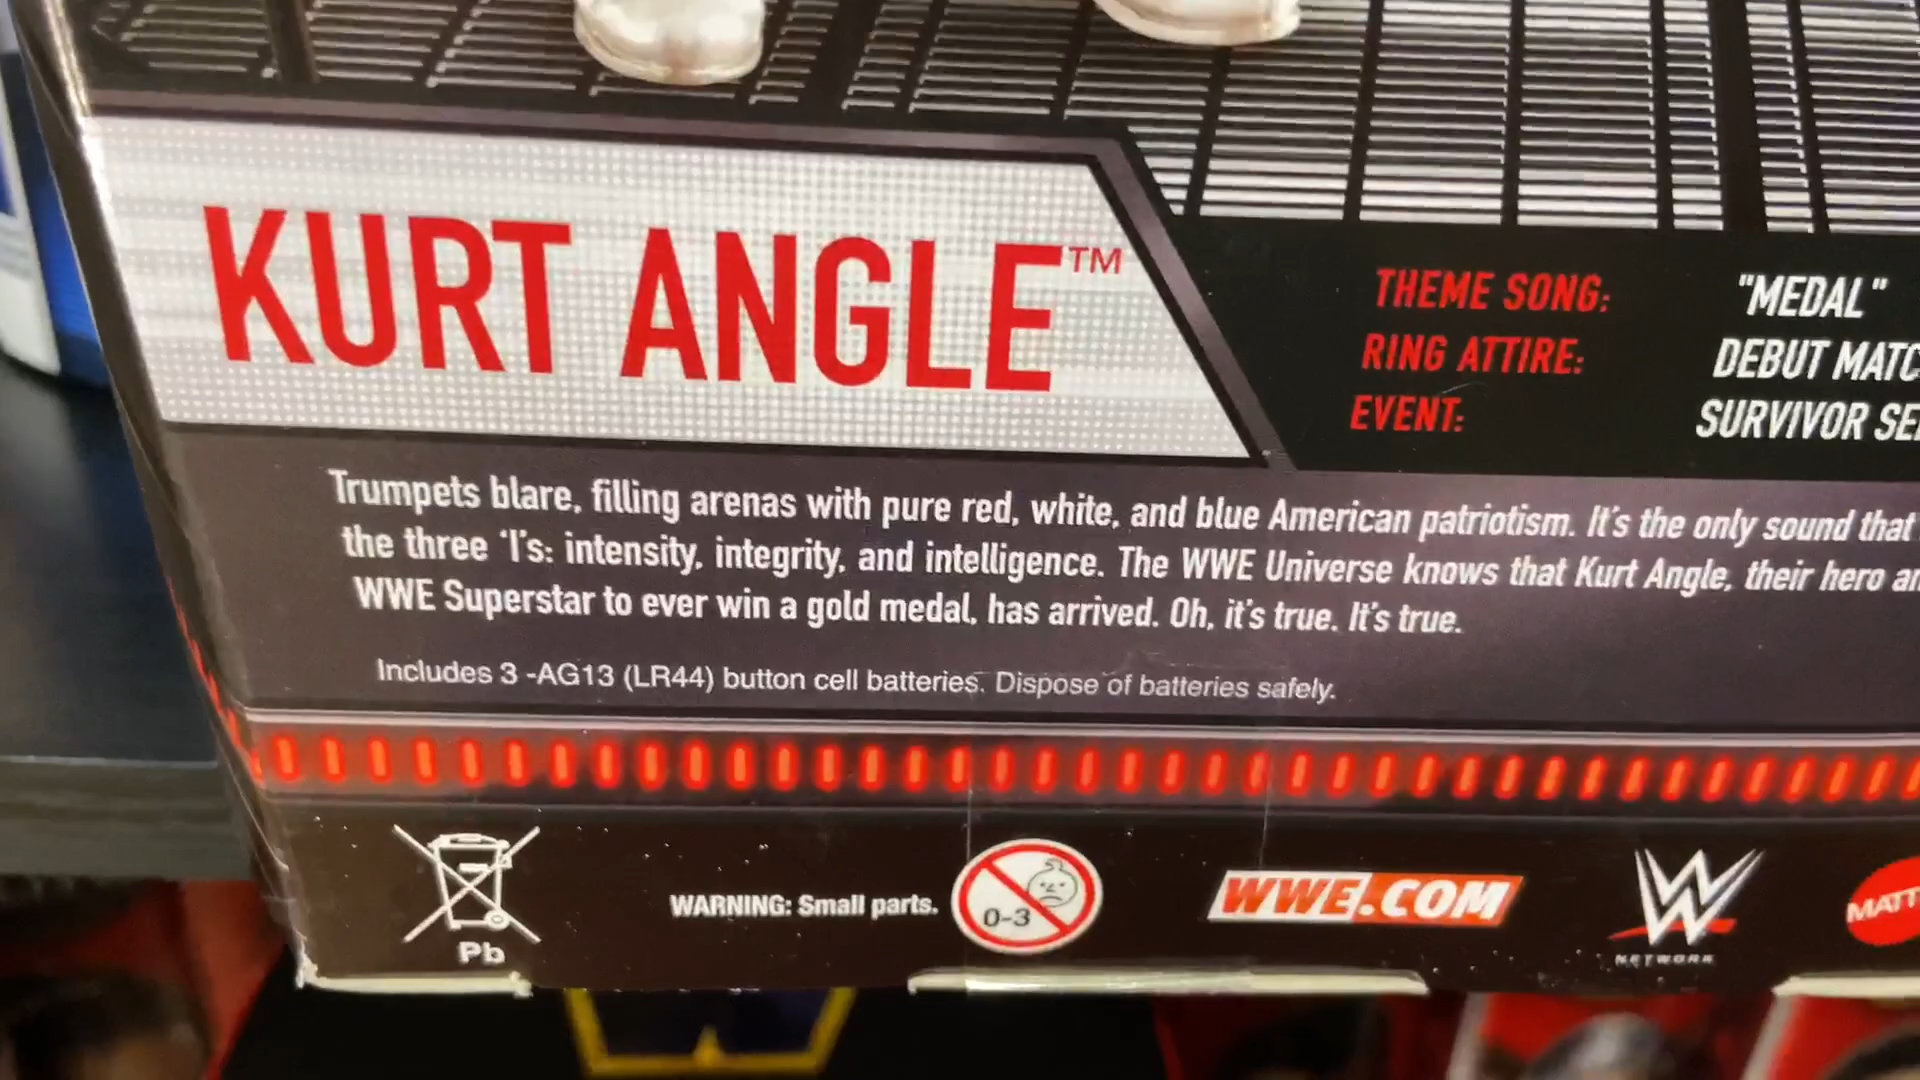 KURT ANGLE™
THEME SONG: "MEDAL"
RING ATTIRE: DEBUT MATC
EVENT: SURVIVOR SE
Trumpets blare, filling arenas with pure red, white, and blue American patriotism. It's the only sound that
the three 'I's: intensity, integrity, and intelligence. The WWE Universe knows that Kurt Angle, their hero an
WWE Superstar to ever win a gold medal, has arrived. Oh, it's true. It's true.
Includes 3 -AG13 (LR44) button cell batteries. Dispose of batteries safely.
Pb
WARNING: Small parts.
0-3
WWE.COM
W
NETWORK
MATT